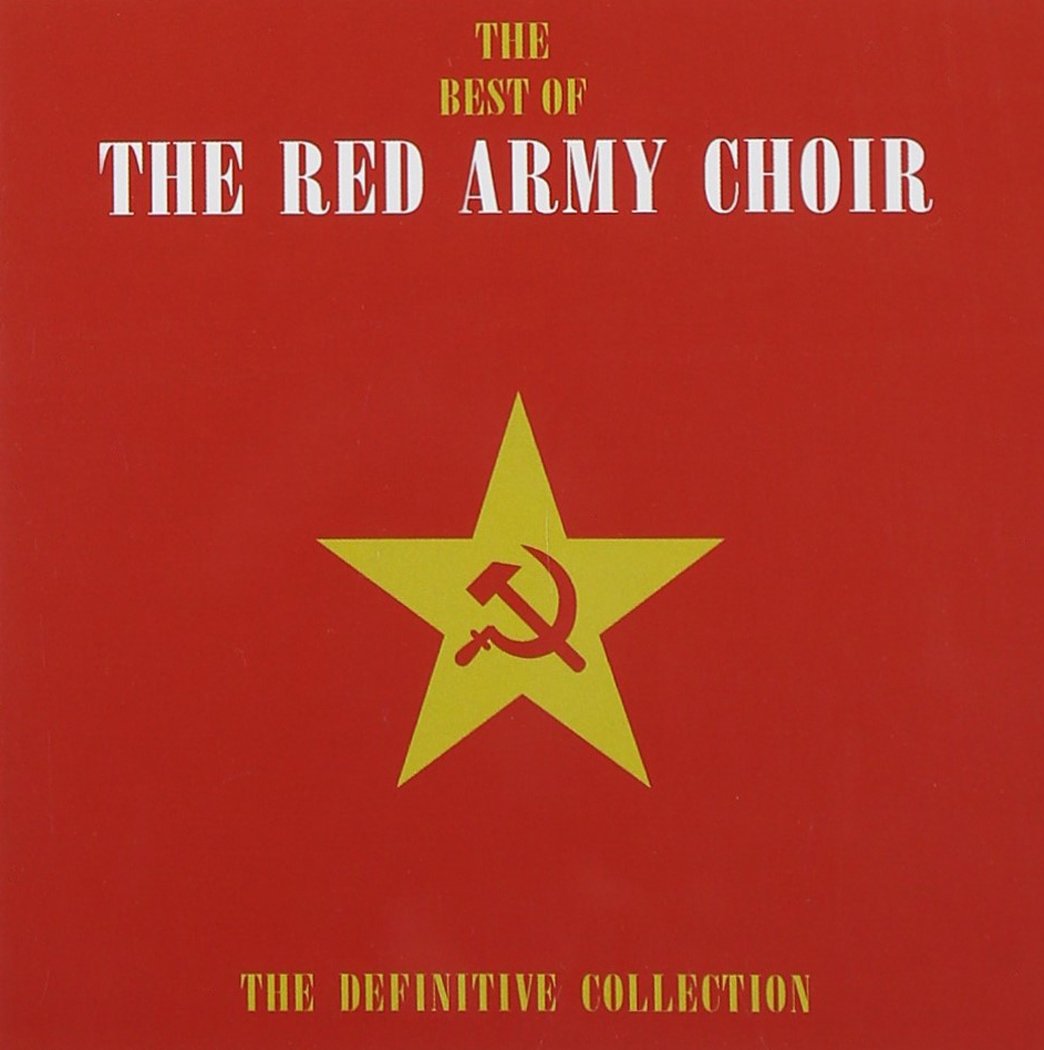 THE
BEST OF
THE RED ARMY CHOIR
THE DEFINITIVE COLLECTION